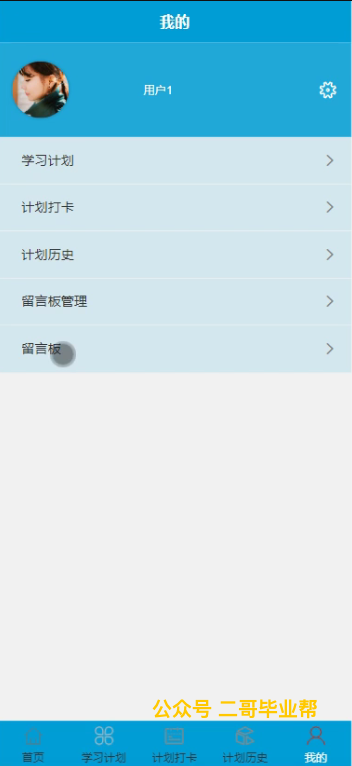 我的
用户1
学习计划
计划打卡
计划历史
留言板管理
留言板
公众号 二哥毕业帮
首页
学习计划
计划打卡
计划历史
我的